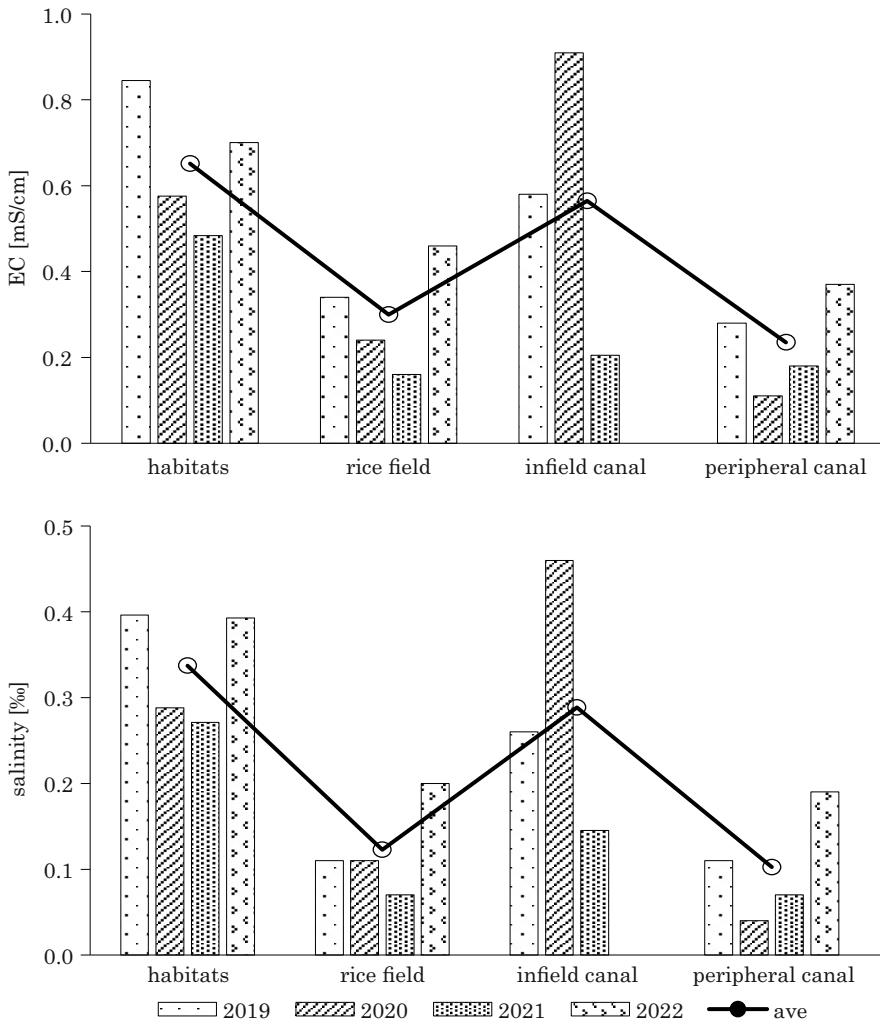 EC [mS/cm]
1.0
0.8
0.6
0.4
0.2
0.0
habitats rice field infield canal peripheral canal
salinity [‰]
0.5
0.4
0.3
0.2
0.1
0.0
habitats rice field infield canal peripheral canal
2019 2020 2021 2022 ave